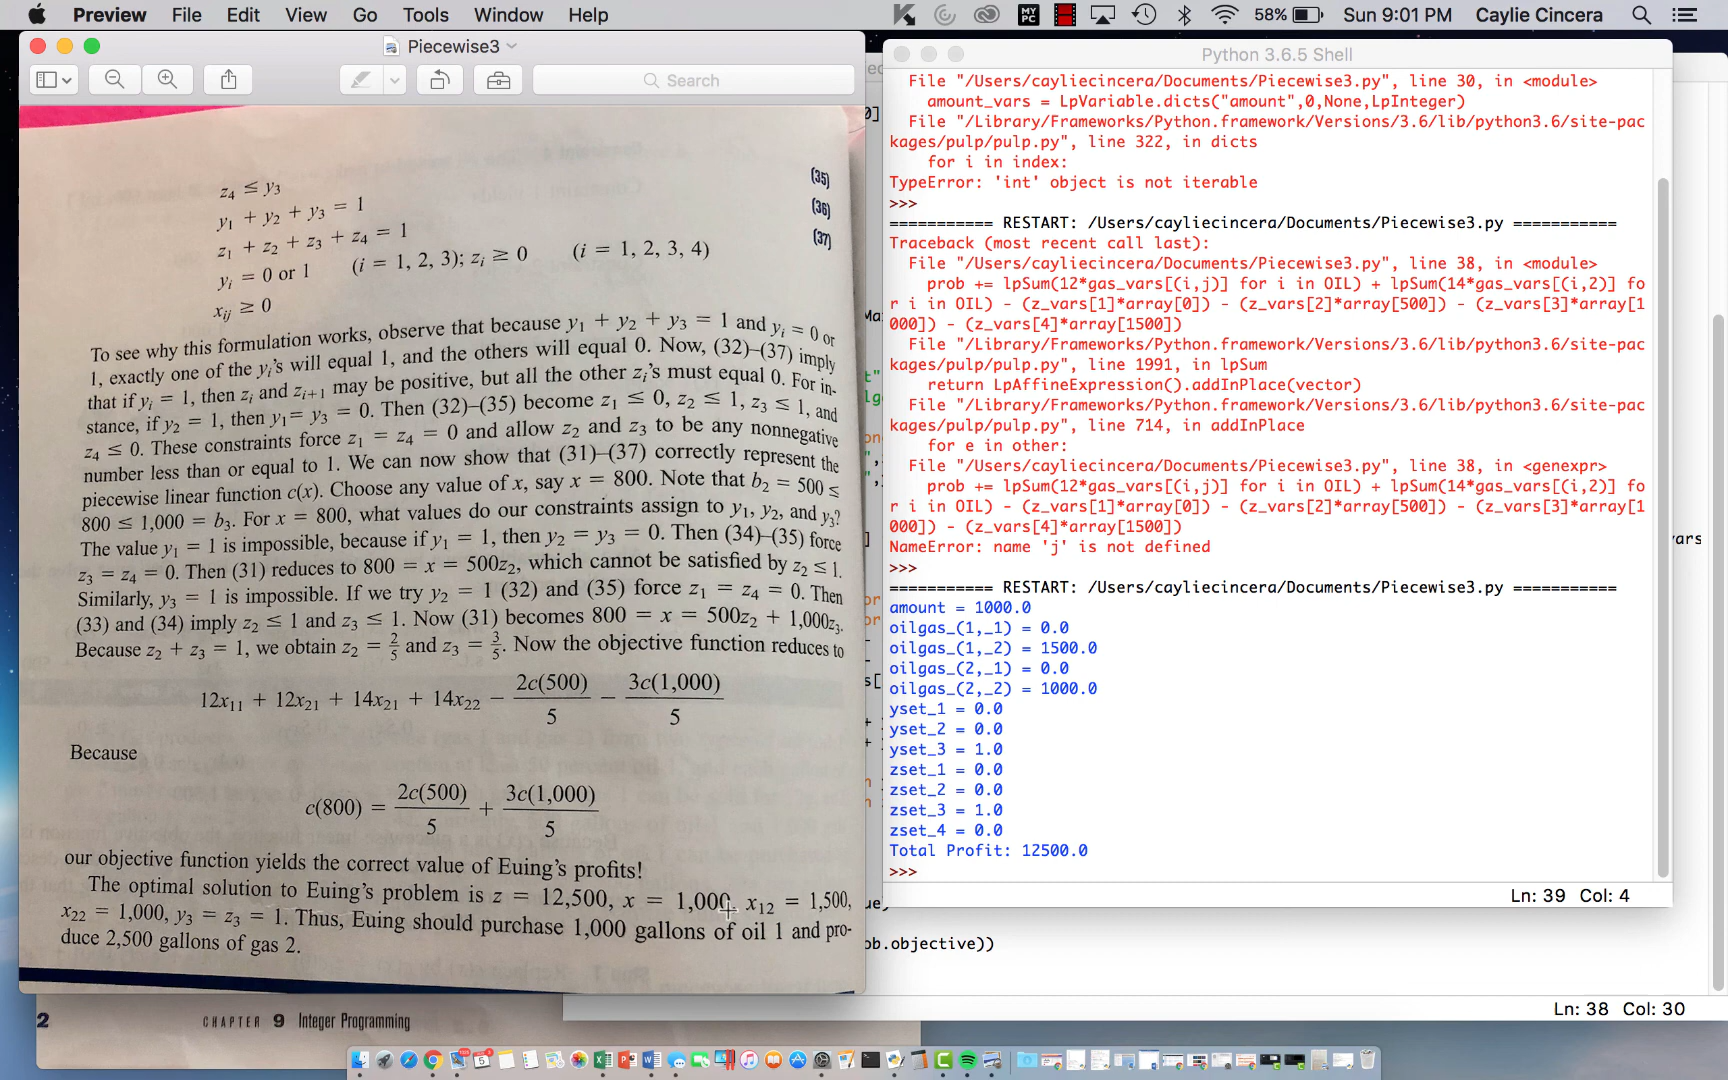 Preview File Edit View Go Tools Window Help
58% Sun 9:01 PM Caylie Cincera
Piecewise3
Search
z4 ≤ y3 (35)
y1 + y2 + y3 = 1 (36)
z1 + z2 + z3 + z4 = 1 (37)
yi = 0 or 1 (i = 1, 2, 3); zi ≥ 0 (i = 1, 2, 3, 4)
xij ≥ 0
To see why this formulation works, observe that because y1 + y2 + y3 = 1 and yi = 0 or
1, exactly one of the yi's will equal 1, and the others will equal 0. Now, (32)–(37) imply
that if yi = 1, then zi and zi+1 may be positive, but all the other zi's must equal 0. For in-
stance, if y2 = 1, then y1 = y3 = 0. Then (32)–(35) become z1 ≤ 0, z2 ≤ 1, z3 ≤ 1, and
z4 ≤ 0. These constraints force z1 = z4 = 0 and allow z2 and z3 to be any nonnegative
number less than or equal to 1. We can now show that (31)–(37) correctly represent the
piecewise linear function c(x). Choose any value of x, say x = 800. Note that b2 = 500 ≤
800 ≤ 1,000 = b3. For x = 800, what values do our constraints assign to y1, y2, and y3?
The value y1 = 1 is impossible, because if y1 = 1, then y2 = y3 = 0. Then (34)–(35) force
z3 = z4 = 0. Then (31) reduces to 800 = x = 500z2, which cannot be satisfied by z2 ≤ 1.
Similarly, y3 = 1 is impossible. If we try y2 = 1 (32) and (35) force z1 = z4 = 0. Then
(33) and (34) imply z2 ≤ 1 and z3 ≤ 1. Now (31) becomes 800 = x = 500z2 + 1,000z3.
Because z2 + z3 = 1, we obtain z2 = 2/5 and z3 = 3/5. Now the objective function reduces to
12x11 + 12x21 + 14x21 + 14x22 − 2c(500)/5 − 3c(1,000)/5
Because
c(800) = 2c(500)/5 + 3c(1,000)/5
our objective function yields the correct value of Euing's profits!
The optimal solution to Euing's problem is z = 12,500, x = 1,000, x12 = 1,500,
x22 = 1,000, y3 = z3 = 1. Thus, Euing should purchase 1,000 gallons of oil 1 and pro-
duce 2,500 gallons of gas 2.
2 CHAPTER 9 Integer Programming
Python 3.6.5 Shell
File "/Users/cayliecincera/Documents/Piecewise3.py", line 30, in <module>
amount_vars = LpVariable.dicts("amount",0,None,LpInteger)
File "/Library/Frameworks/Python.framework/Versions/3.6/lib/python3.6/site-pac
kages/pulp/pulp.py", line 322, in dicts
for i in index:
TypeError: 'int' object is not iterable
>>>
=========== RESTART: /Users/cayliecincera/Documents/Piecewise3.py ===========
Traceback (most recent call last):
File "/Users/cayliecincera/Documents/Piecewise3.py", line 38, in <module>
prob += lpSum(12*gas_vars[(i,j)] for i in OIL) + lpSum(14*gas_vars[(i,2)] fo
r i in OIL) - (z_vars[1]*array[0]) - (z_vars[2]*array[500]) - (z_vars[3]*array[1
000]) - (z_vars[4]*array[1500])
File "/Library/Frameworks/Python.framework/Versions/3.6/lib/python3.6/site-pac
kages/pulp/pulp.py", line 1991, in lpSum
return LpAffineExpression().addInPlace(vector)
File "/Library/Frameworks/Python.framework/Versions/3.6/lib/python3.6/site-pac
kages/pulp/pulp.py", line 714, in addInPlace
for e in other:
File "/Users/cayliecincera/Documents/Piecewise3.py", line 38, in <genexpr>
prob += lpSum(12*gas_vars[(i,j)] for i in OIL) + lpSum(14*gas_vars[(i,2)] fo
r i in OIL) - (z_vars[1]*array[0]) - (z_vars[2]*array[500]) - (z_vars[3]*array[1
000]) - (z_vars[4]*array[1500])
NameError: name 'j' is not defined
>>>
=========== RESTART: /Users/cayliecincera/Documents/Piecewise3.py ===========
amount = 1000.0
oilgas_(1,_1) = 0.0
oilgas_(1,_2) = 1500.0
oilgas_(2,_1) = 0.0
oilgas_(2,_2) = 1000.0
yset_1 = 0.0
yset_2 = 0.0
yset_3 = 1.0
zset_1 = 0.0
zset_2 = 0.0
zset_3 = 1.0
zset_4 = 0.0
Total Profit: 12500.0
>>>
Ln: 39 Col: 4
ob.objective))
Ln: 38 Col: 30